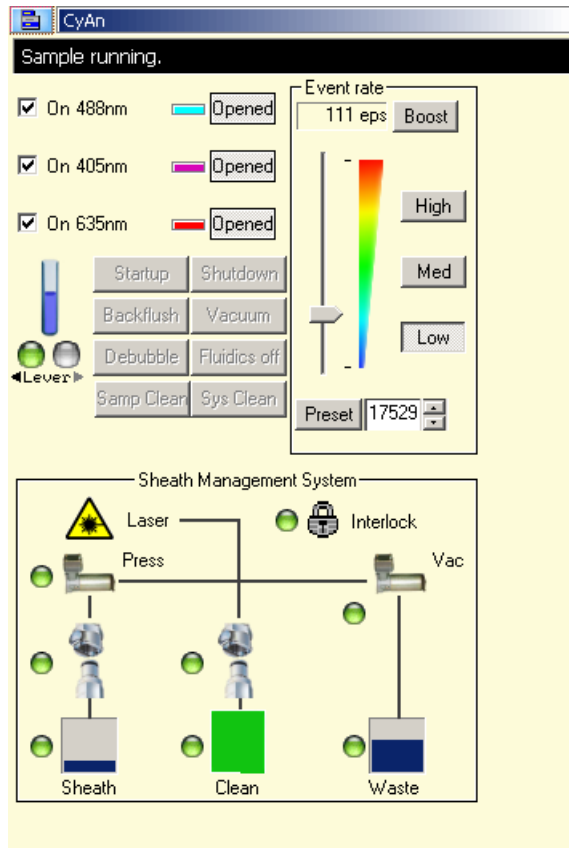 CyAn
Sample running.
Event rate
On 488nm Opened 111 eps Boost
On 405nm Opened
High
On 635nm Opened
Startup Shutdown Med
Backflush Vacuum
Low
Debubble Fluidics off
◄Lever►
Samp Clean Sys Clean
Preset 17529
Sheath Management System
Laser Interlock
Press Vac
Sheath Clean Waste